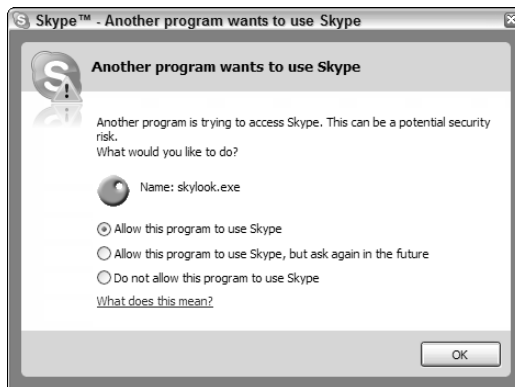 Skype™ - Another program wants to use Skype
Another program wants to use Skype
Another program is trying to access Skype. This can be a potential security
risk.
What would you like to do?
Name: skylook.exe
Allow this program to use Skype
Allow this program to use Skype, but ask again in the future
Do not allow this program to use Skype
What does this mean?
OK